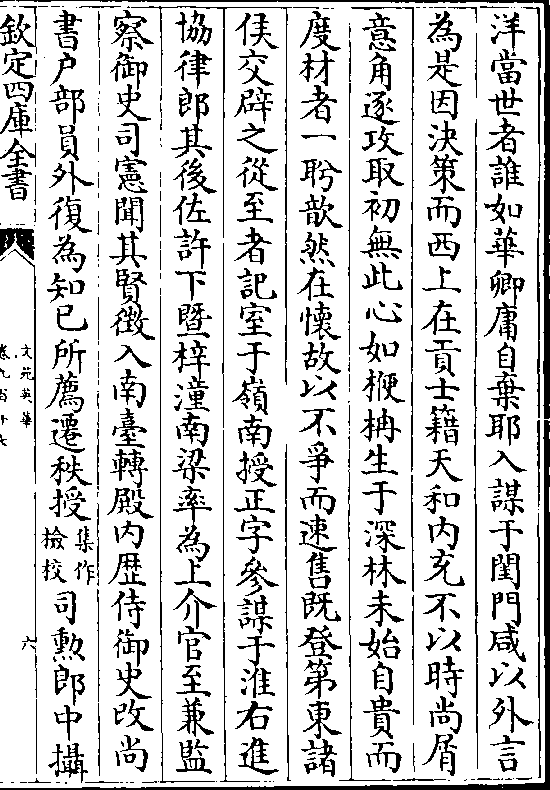 洋當世者誰如華卿庸自棄耶入謀于閨門咸以外言
為是因決策而西上在貢士籍天和内充不以時尚屑
意角逐攻取初無此心如楩柟生于深林未始自貴而
度材者一盻歆然在懷故以不爭而速售既登第東諸
侯交辟之從至者記室于嶺南授正字參謀于淮右進
協律郎其後佐許下暨梓潼南梁率為上介官至兼監
察御史司憲聞其賢徴入南臺轉殿内歴侍御史改尚
書户部員外復為知已所薦遷秩授集作檢校司勲郎中攝
欽定四庫全書
文苑英華
卷九百十六
六